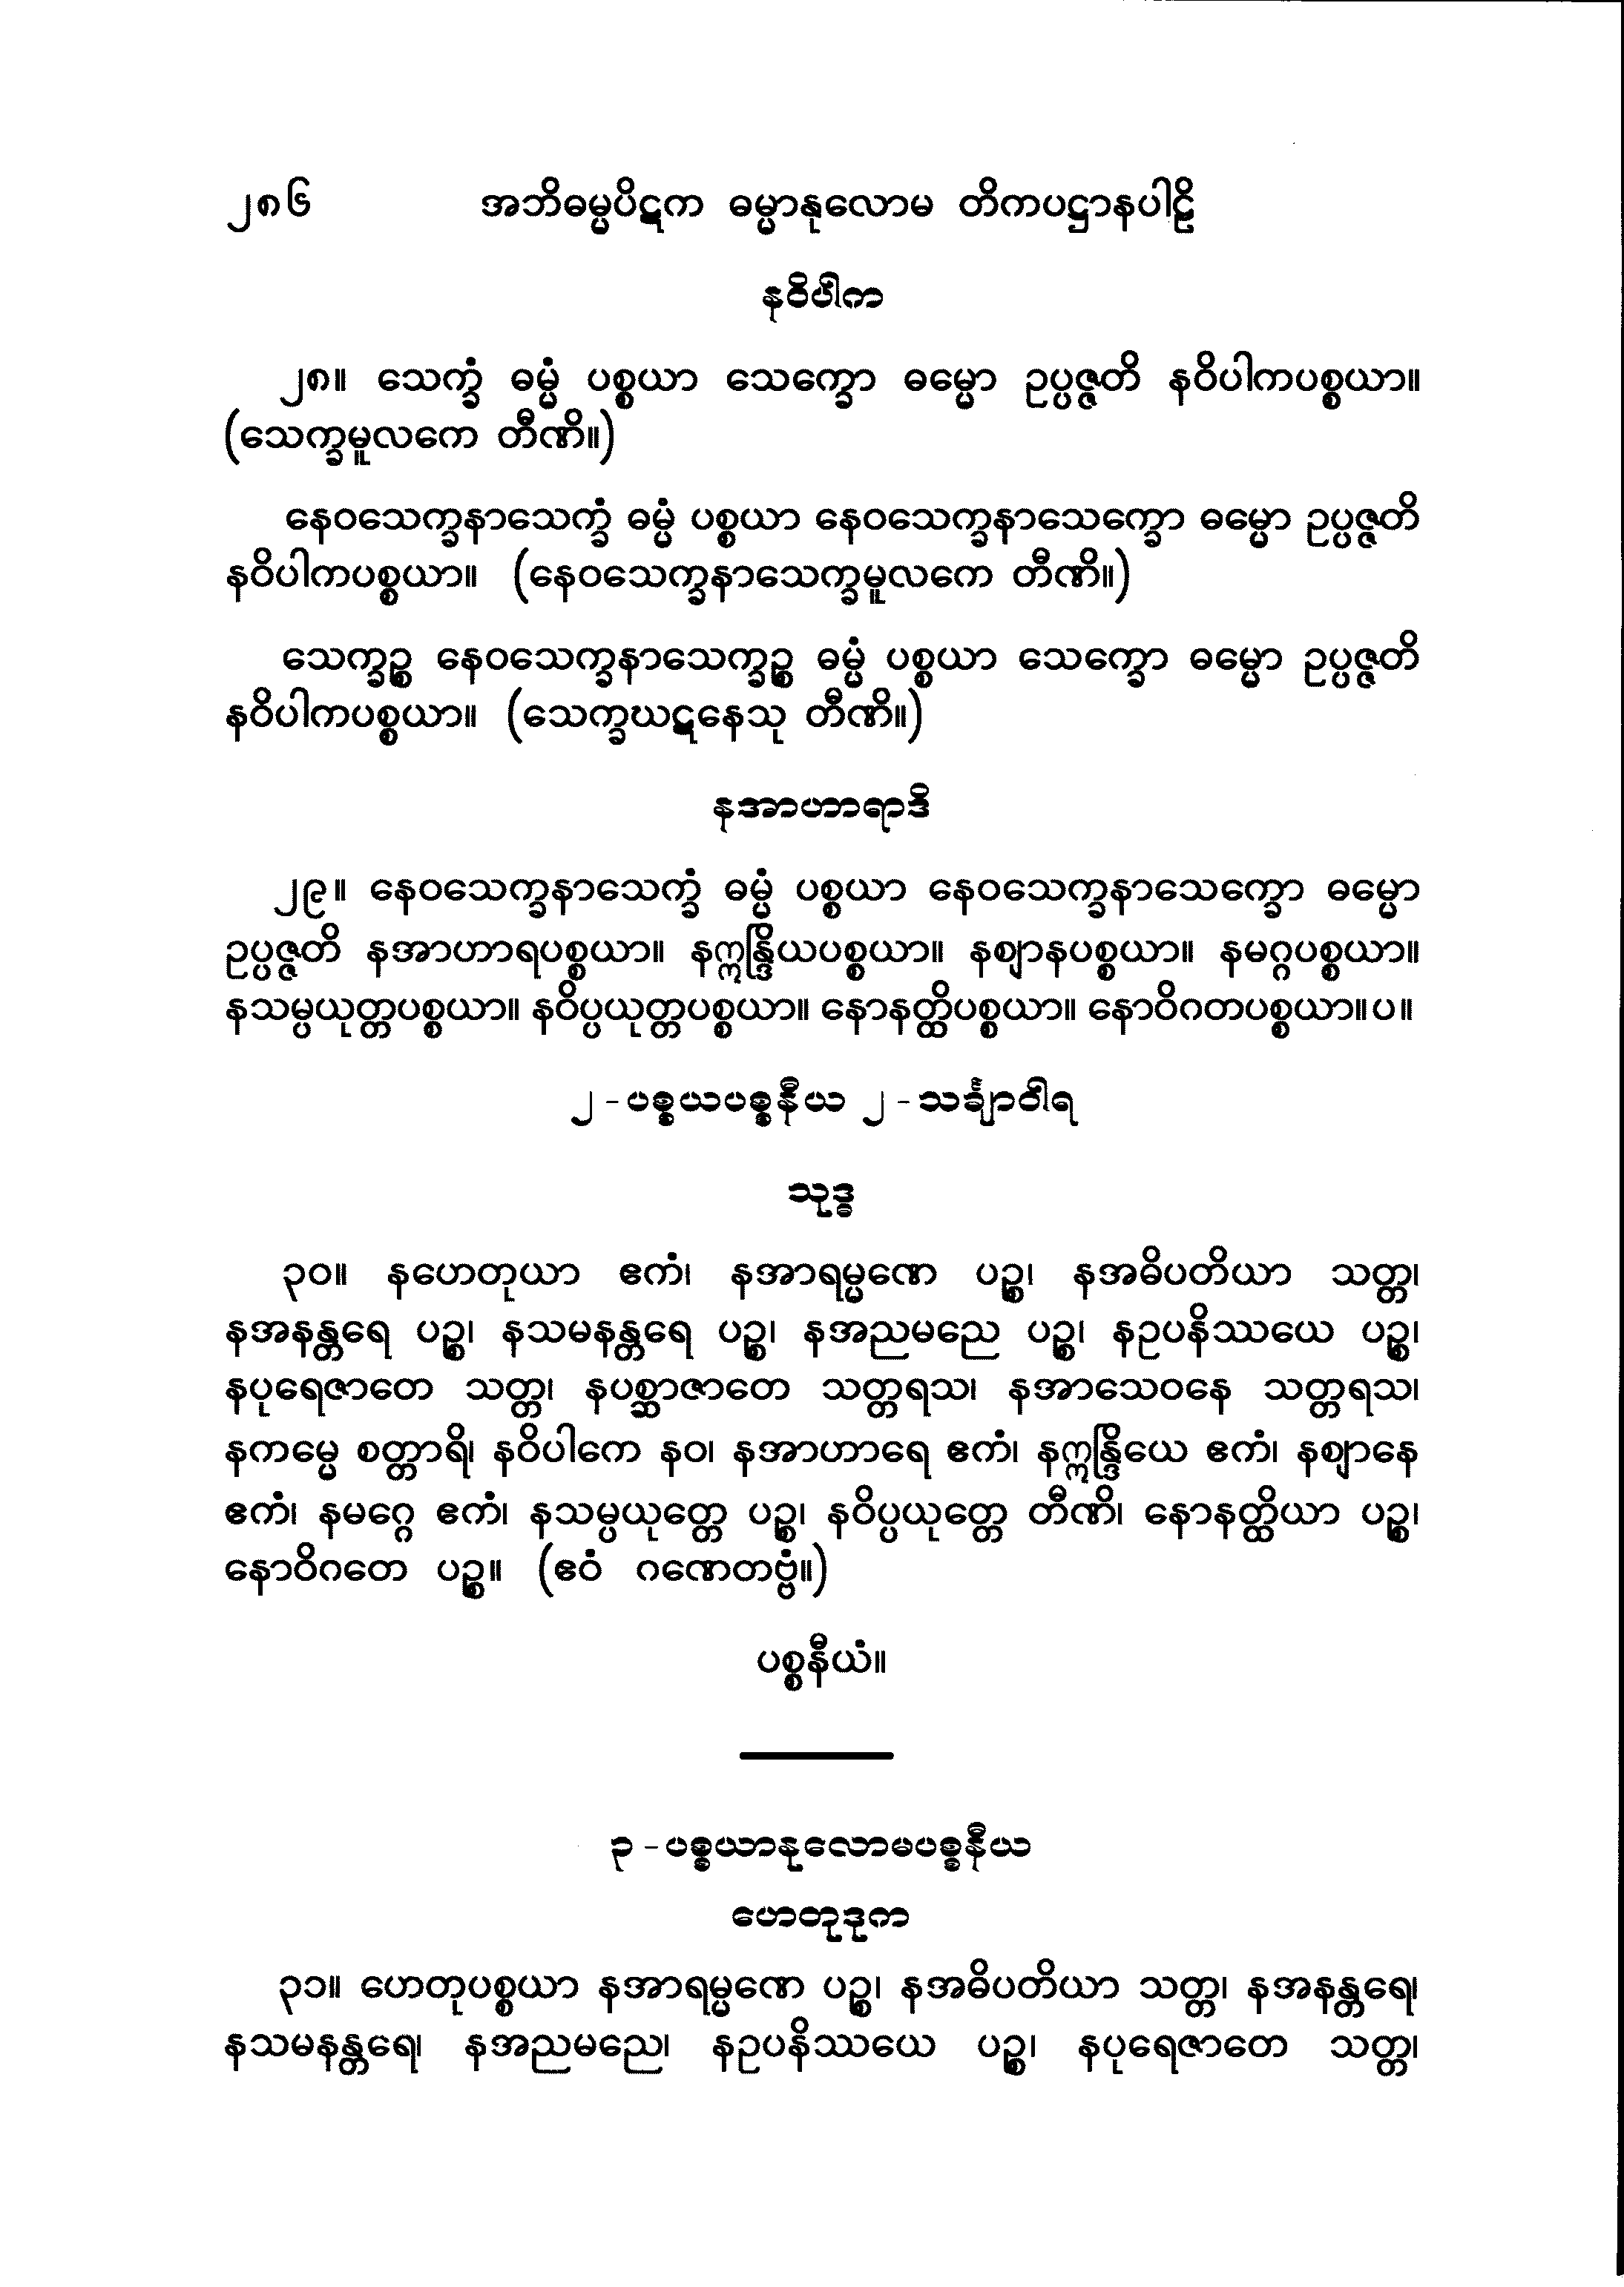 ၂၈၆ အဘိဓမ္မပိဋက ဓမ္မာနုလောမ တိကပဋ္ဌာနပါဠိ
နဝိပါက
၂၈။ သေက္ခံ ဓမ္မံ ပစ္စယာ သေက္ခော ဓမ္မော ဥပ္ပဇ္ဇတိ နဝိပါကပစ္စယာ။
(သေက္ခမူလကေ တီဏိ။)
နေဝသေက္ခနာသေက္ခံ ဓမ္မံ ပစ္စယာ နေဝသေက္ခနာသေက္ခော ဓမ္မော ဥပ္ပဇ္ဇတိ
နဝိပါကပစ္စယာ။ (နေဝသေက္ခနာသေက္ခမူလကေ တီဏိ။)
သေက္ခဉ္စ နေဝသေက္ခနာသေက္ခဉ္စ ဓမ္မံ ပစ္စယာ သေက္ခော ဓမ္မော ဥပ္ပဇ္ဇတိ
နဝိပါကပစ္စယာ။ (သေက္ခဃဋနေသု တီဏိ။)
နအာဟာရာဒိ
၂၉။ နေဝသေက္ခနာသေက္ခံ ဓမ္မံ ပစ္စယာ နေဝသေက္ခနာသေက္ခော ဓမ္မော
ဥပ္ပဇ္ဇတိ နအာဟာရပစ္စယာ။ နဣန္ဒြိယပစ္စယာ။ နဈာနပစ္စယာ။ နမဂ္ဂပစ္စယာ။
နသမ္ပယုတ္တပစ္စယာ။ နဝိပ္ပယုတ္တပစ္စယာ။ နောနတ္ထိပစ္စယာ။ နောဝိဂတပစ္စယာ။ပ။
၂-ပစ္စယပစ္စနီယ ၂-သင်္ချာဝါရ
သုဒ္ဓ
၃၀။ နဟေတုယာ ဧကံ၊ နအာရမ္မဏေ ပဉ္စ၊ နအဓိပတိယာ သတ္တ၊
နအနန္တရေ ပဉ္စ၊ နသမနန္တရေ ပဉ္စ၊ နအညမညေ ပဉ္စ၊ နဥပနိဿယေ ပဉ္စ၊
နပုရေဇာတေ သတ္တ၊ နပစ္ဆာဇာတေ သတ္တရသ၊ နအာသေဝနေ သတ္တရသ၊
နကမ္မေ စတ္တာရိ၊ နဝိပါကေ နဝ၊ နအာဟာရေ ဧကံ၊ နဣန္ဒြိယေ ဧကံ၊ နဈာနေ
ဧကံ၊ နမဂ္ဂေ ဧကံ၊ နသမ္ပယုတ္တေ ပဉ္စ၊ နဝိပ္ပယုတ္တေ တီဏိ၊ နောနတ္ထိယာ ပဉ္စ၊
နောဝိဂတေ ပဉ္စ။ (ဧဝံ ဂဏေတဗ္ဗံ။)
ပစ္စနီယံ။
၃-ပစ္စယာနုလောမပစ္စနီယ
ဟေတုဒုက
၃၁။ ဟေတုပစ္စယာ နအာရမ္မဏေ ပဉ္စ၊ နအဓိပတိယာ သတ္တ၊ နအနန္တရေ၊
နသမနန္တရေ၊ နအညမညေ၊ နဥပနိဿယေ ပဉ္စ၊ နပုရေဇာတေ သတ္တ၊